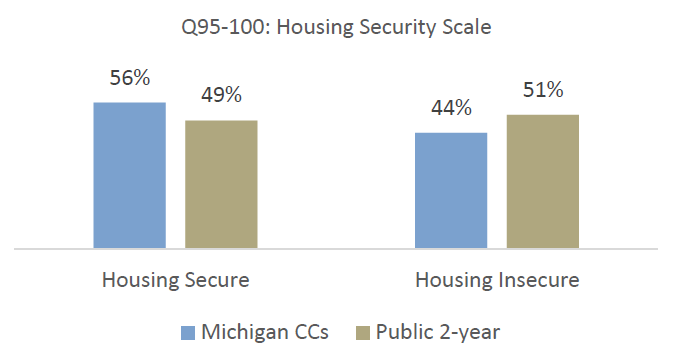 Q95-100: Housing Security Scale
56%
49%
44%
51%
Housing Secure
Housing Insecure
Michigan CCs
Public 2-year